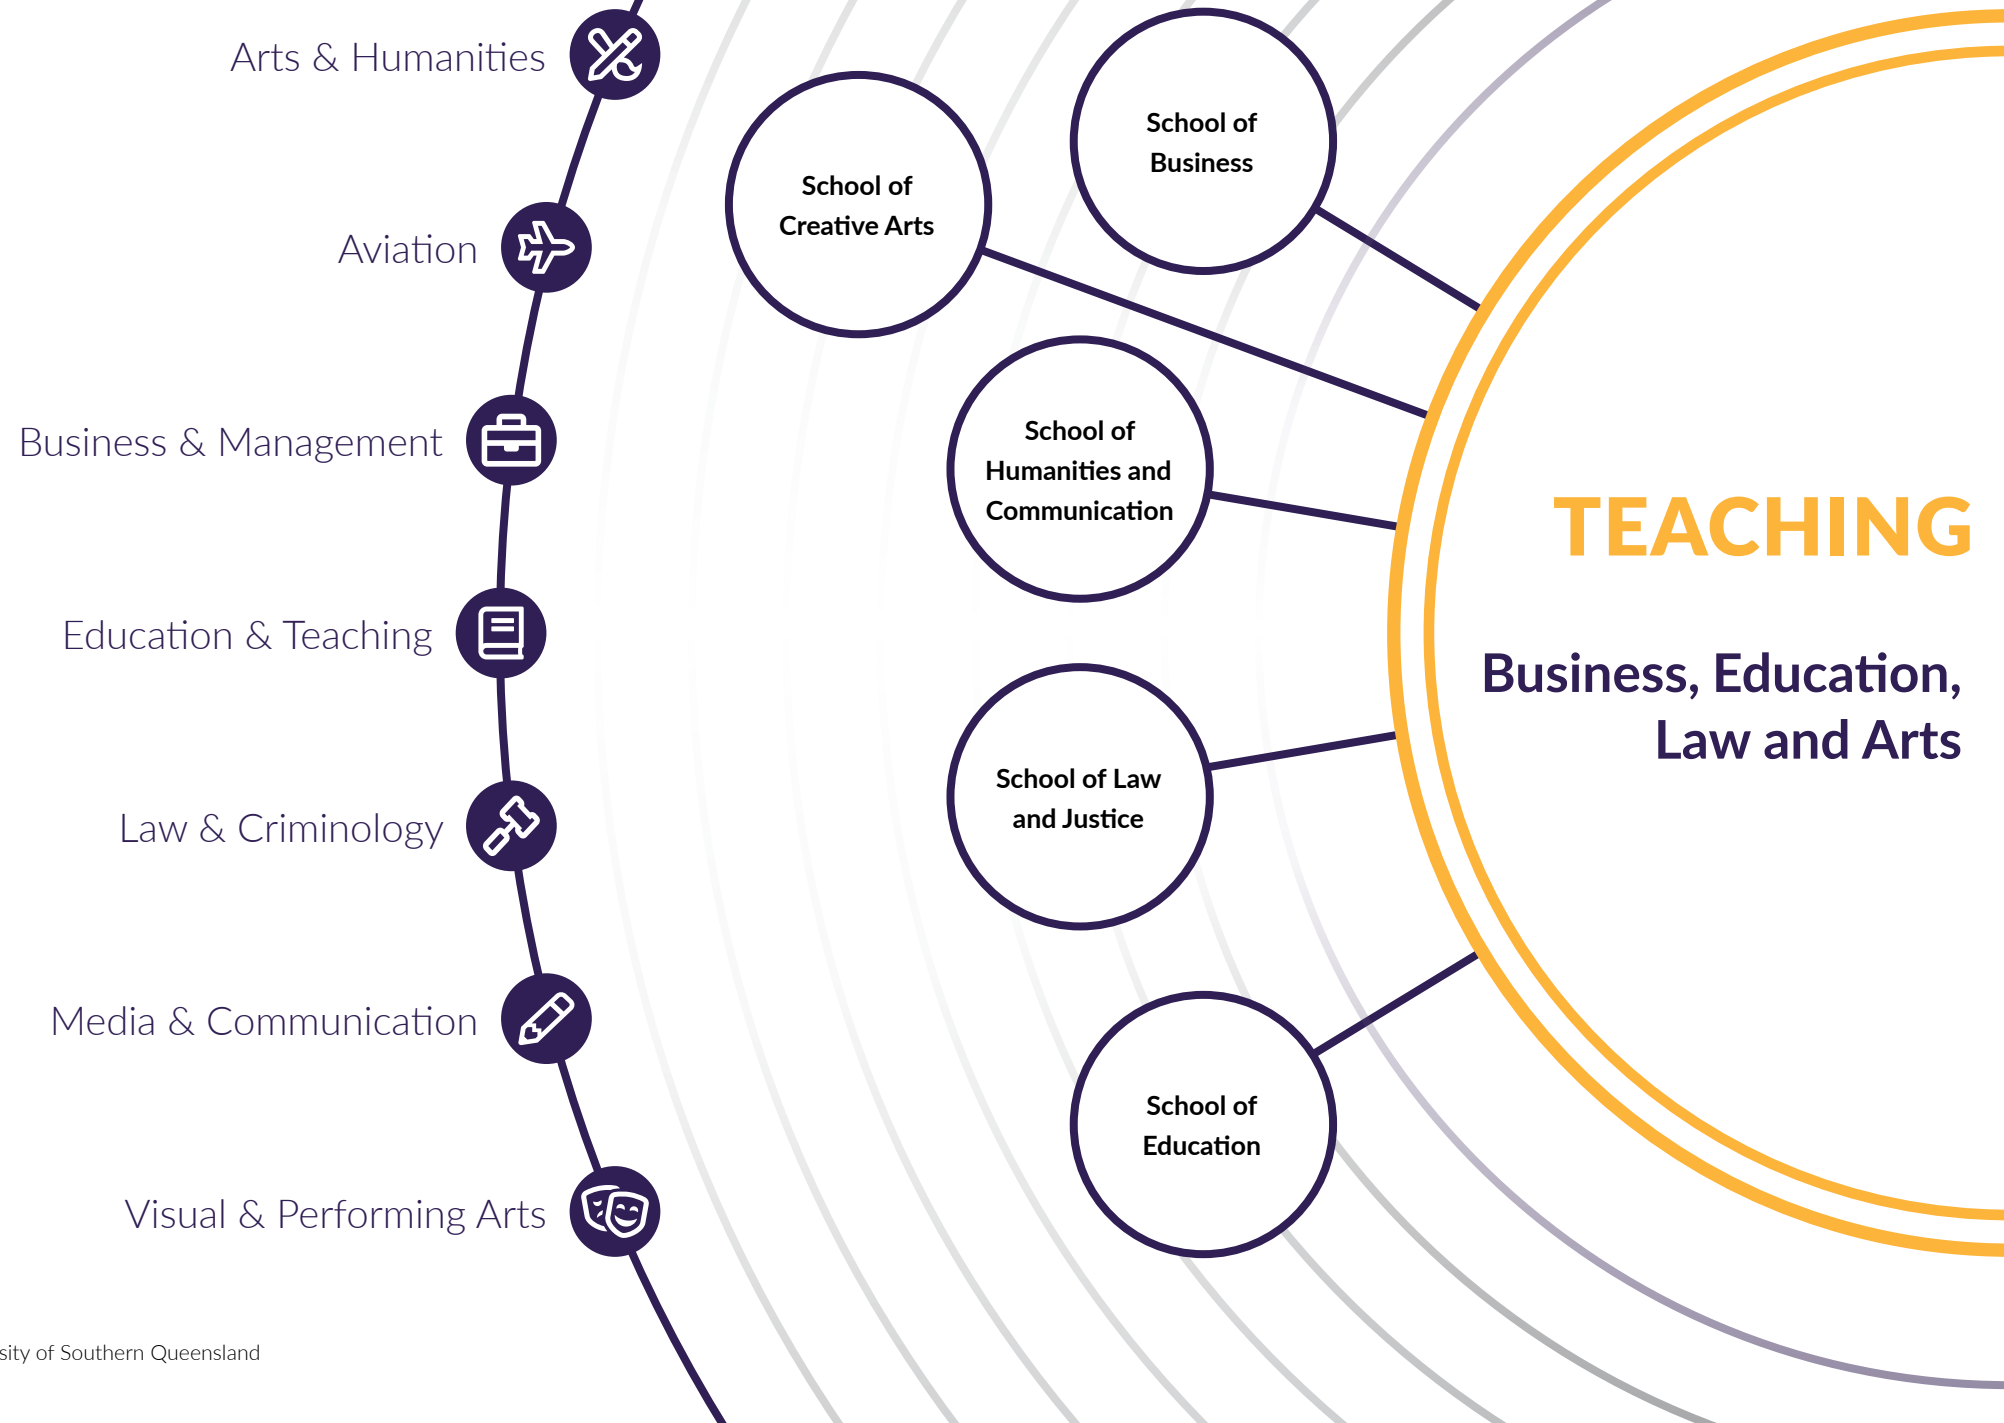 Arts & Humanities
Aviation
Business & Management
Education & Teaching
Law & Criminology
Media & Communication
Visual & Performing Arts
School of
Creative Arts
School of
Business
School of
Humanities and
Communication
School of Law
and Justice
School of
Education
TEACHING
Business, Education,
Law and Arts
sity of Southern Queensland